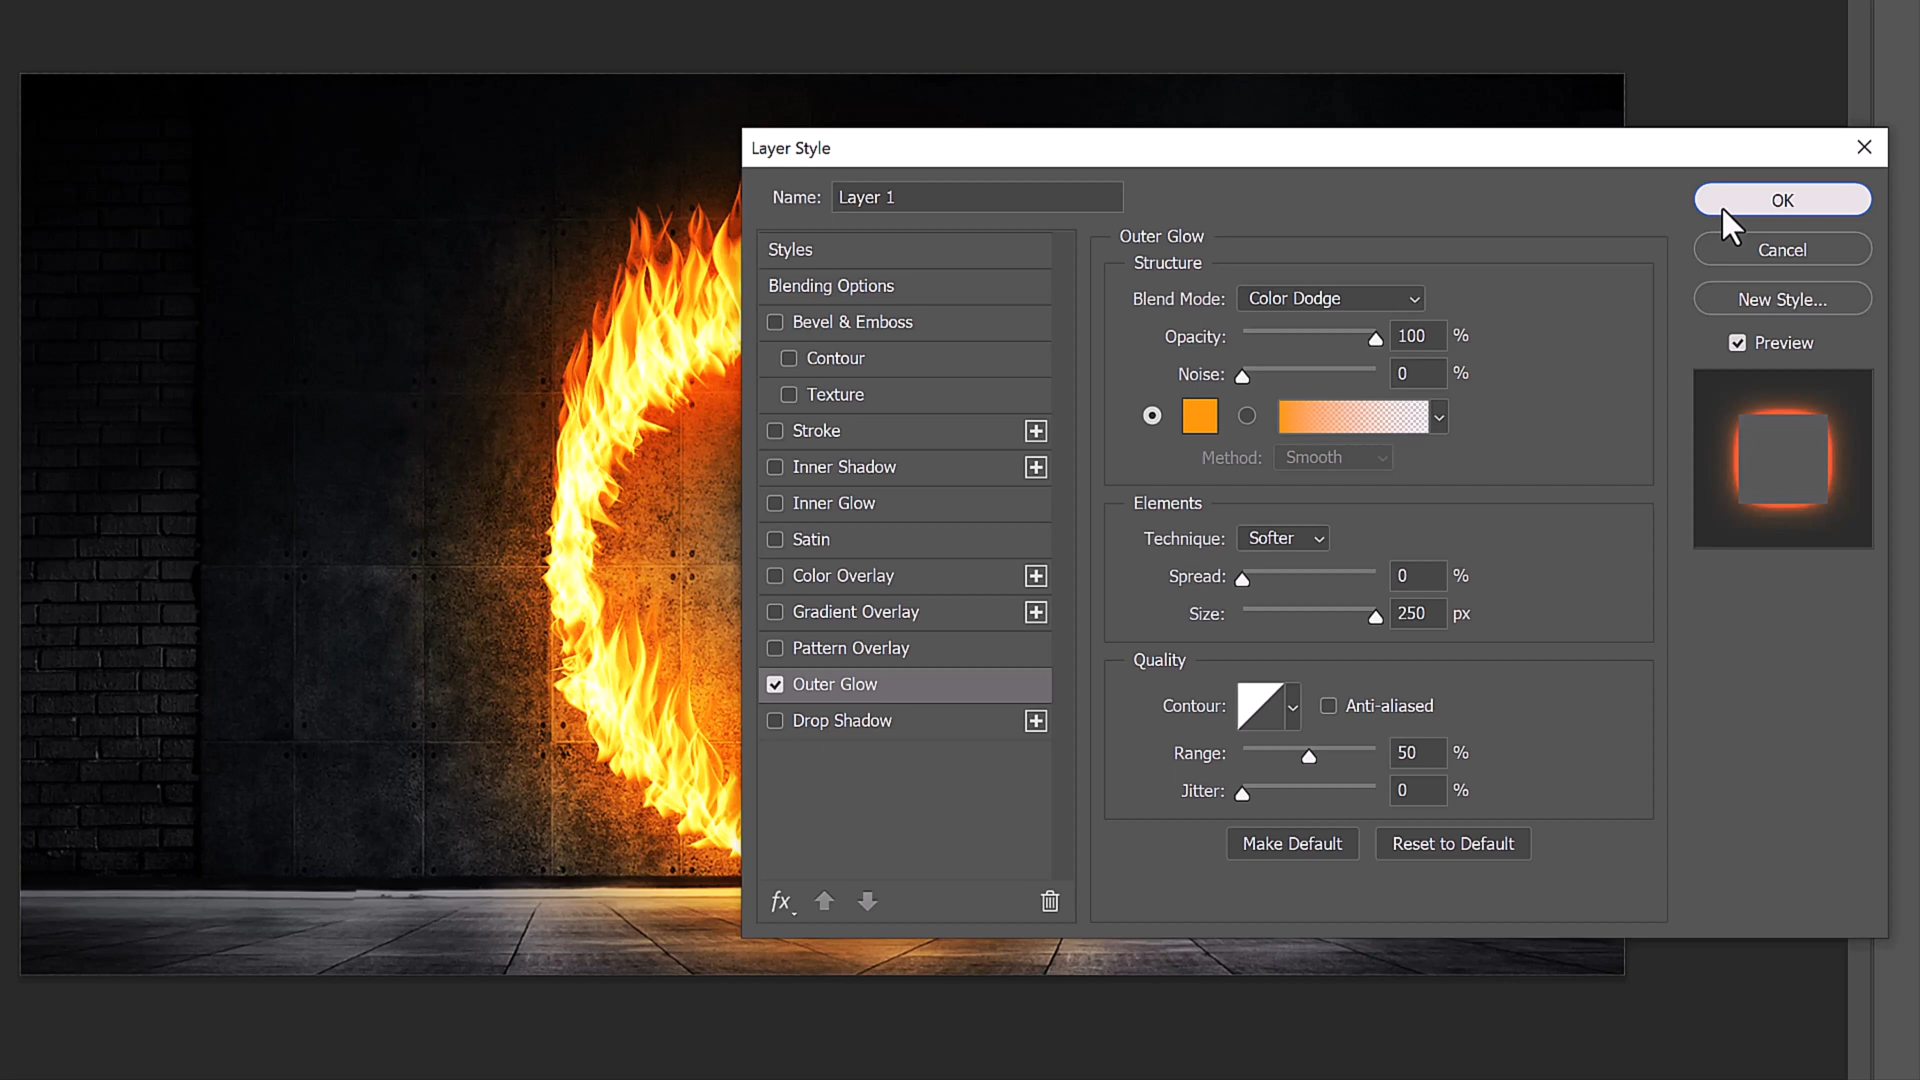 Layer Style
Name: Layer 1
OK
Cancel
New Style...
Preview
Styles
Blending Options
Bevel & Emboss
Contour
Texture
Stroke
Inner Shadow
Inner Glow
Satin
Color Overlay
Gradient Overlay
Pattern Overlay
Outer Glow
Drop Shadow
fx
Outer Glow
Structure
Blend Mode: Color Dodge
Opacity: 100 %
Noise: 0 %
Method: Smooth
Elements
Technique: Softer
Spread: 0 %
Size: 250 px
Quality
Contour: Anti-aliased
Range: 50 %
Jitter: 0 %
Make Default Reset to Default